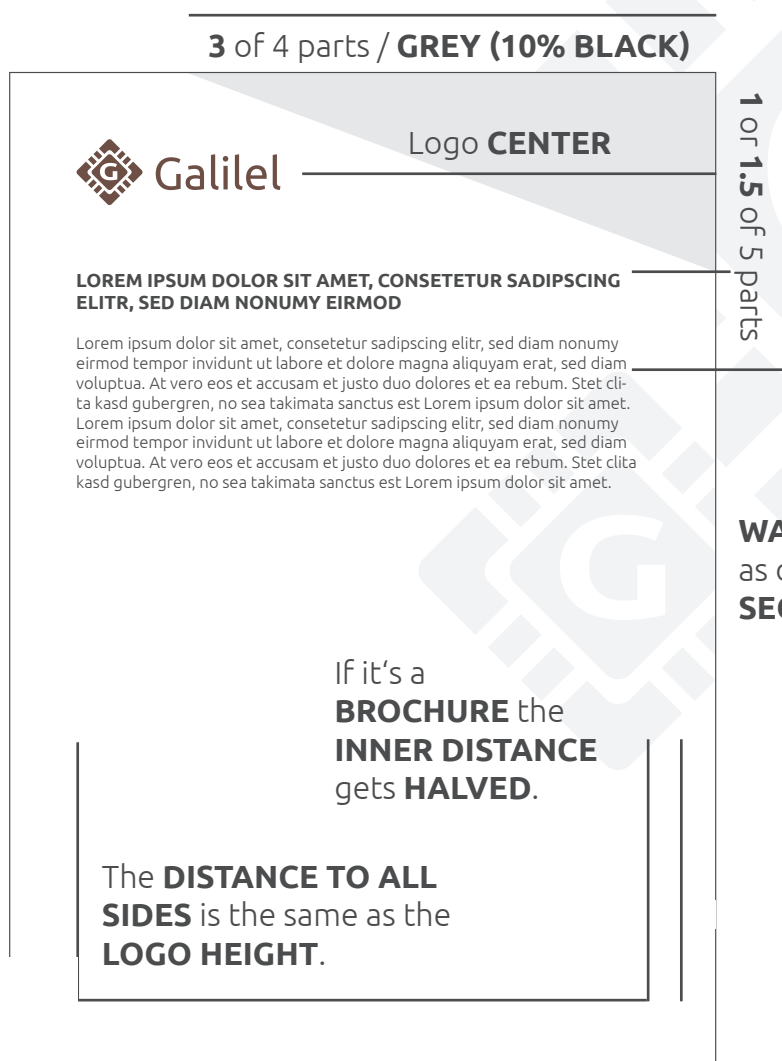 3 of 4 parts / GREY (10% BLACK)
Logo CENTER
1 or 1.5 of 5 parts
G Galilel
LOREM IPSUM DOLOR SIT AMET, CONSETETUR SADIPSCING
ELITR, SED DIAM NONUMY EIRMOD
Lorem ipsum dolor sit amet, consetetur sadipscing elitr, sed diam nonumy
eirmod tempor invidunt ut labore et dolore magna aliquyam erat, sed diam
voluptua. At vero eos et accusam et justo duo dolores et ea rebum. Stet cli-
ta kasd gubergren, no sea takimata sanctus est Lorem ipsum dolor sit amet.
Lorem ipsum dolor sit amet, consetetur sadipscing elitr, sed diam nonumy
eirmod tempor invidunt ut labore et dolore magna aliquyam erat, sed diam
voluptua. At vero eos et accusam et justo duo dolores et ea rebum. Stet clita
kasd gubergren, no sea takimata sanctus est Lorem ipsum dolor sit amet.
G
as
If it‘s a
BROCHURE the
INNER DISTANCE
gets HALVED.
The DISTANCE TO ALL
SIDES is the same as the
LOGO HEIGHT.